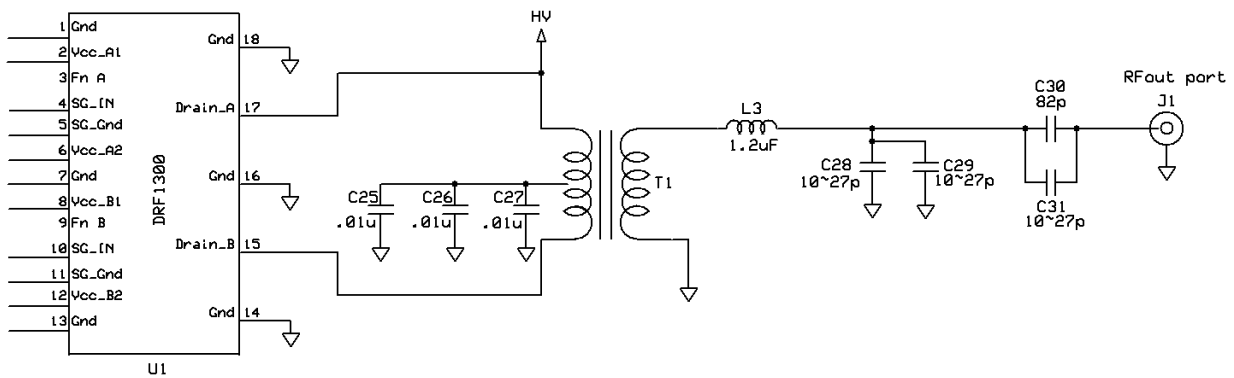 HV
1 Gnd
2 Vcc_A1
3 Fn A
4 SG_IN
5 SG_Gnd
6 Vcc_A2
7 Gnd
8 Vcc_B1
9 Fn B
10 SG_IN
11 SG_Gnd
12 Vcc_B2
13 Gnd
DRF1300
Gnd 18
Drain_A 17
Gnd 16
Drain_B 15
Gnd 14
U1
C25
.01u
C26
.01u
C27
.01u
T1
L3
1.2uF
C28
10~27p
C29
10~27p
C30
82p
C31
10~27p
RFout port
J1